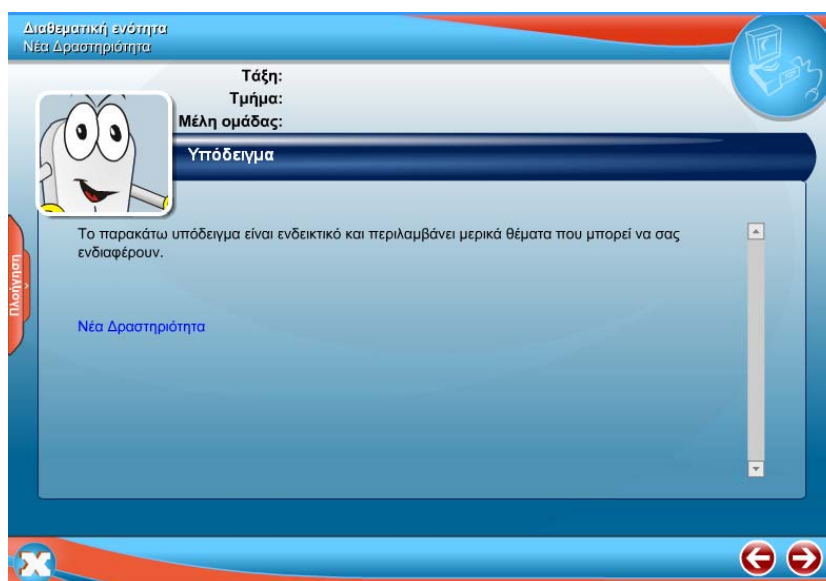 Διαθεματική ενότητα
Νέα Δραστηριότητα
Τάξη:
Τμήμα:
Μέλη ομάδας:
Υπόδειγμα
Το παρακάτω υπόδειγμα είναι ενδεικτικό και περιλαμβάνει μερικά θέματα που μπορεί να σας
ενδιαφέρουν.
Πλοήγηση
Νέα Δραστηριότητα